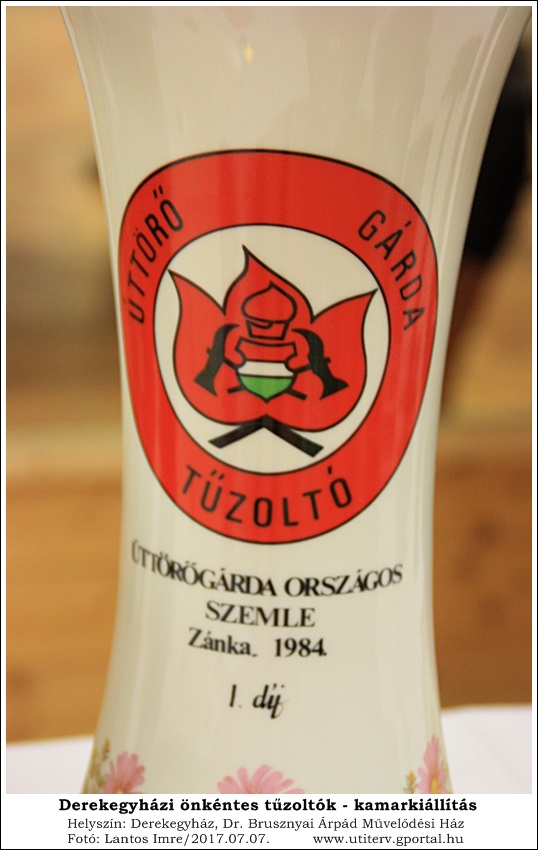 ÚTTÖRŐ GÁRDA
TŰZOLTÓ
ÚTTÖRŐGÁRDA ORSZÁGOS
SZEMLE
Zánka, 1984.
I. díj
Derekegyházi önkéntes tűzoltók - kamarkiállítás
Helyszín: Derekegyház, Dr. Brusznyai Árpád Művelődési Ház
Fotó: Lantos Imre/2017.07.07. www.utiterv.gportal.hu